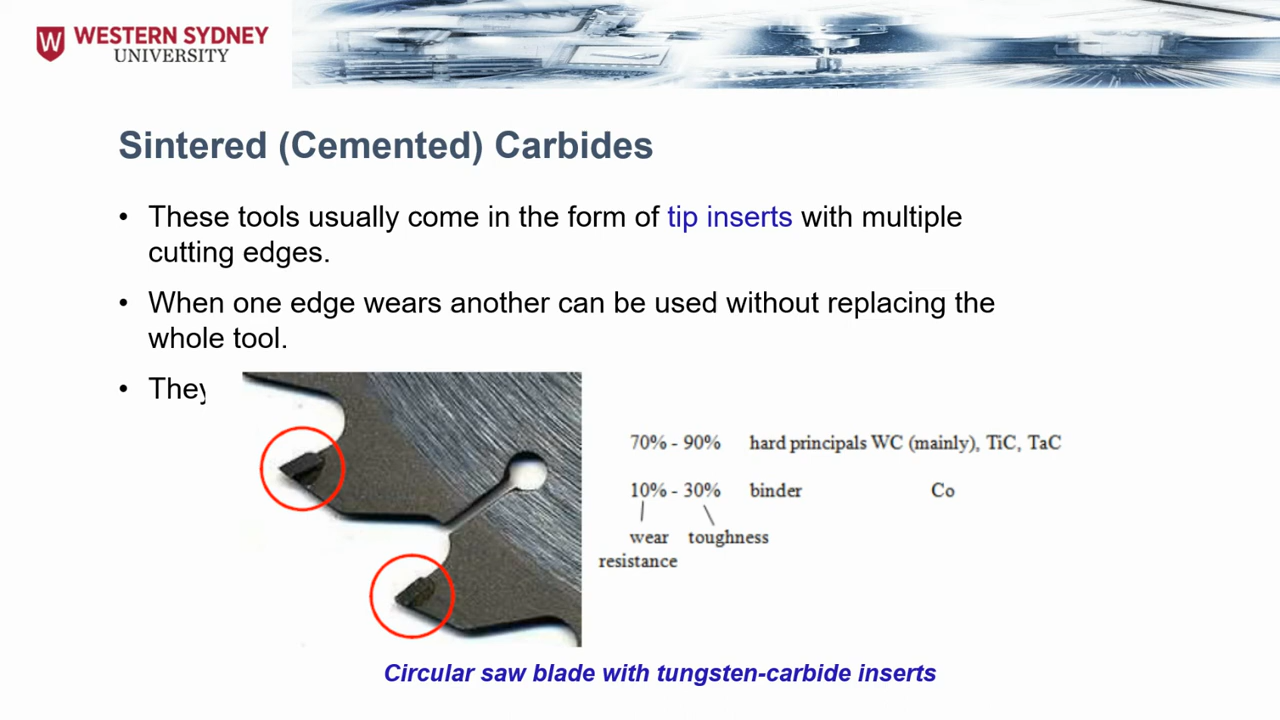 WESTERN SYDNEY
UNIVERSITY
Sintered (Cemented) Carbides
• These tools usually come in the form of tip inserts with multiple
cutting edges.
• When one edge wears another can be used without replacing the
whole tool.
• They
70% - 90% hard principals WC (mainly), TiC, TaC
10% - 30% binder Co
wear toughness
resistance
Circular saw blade with tungsten-carbide inserts